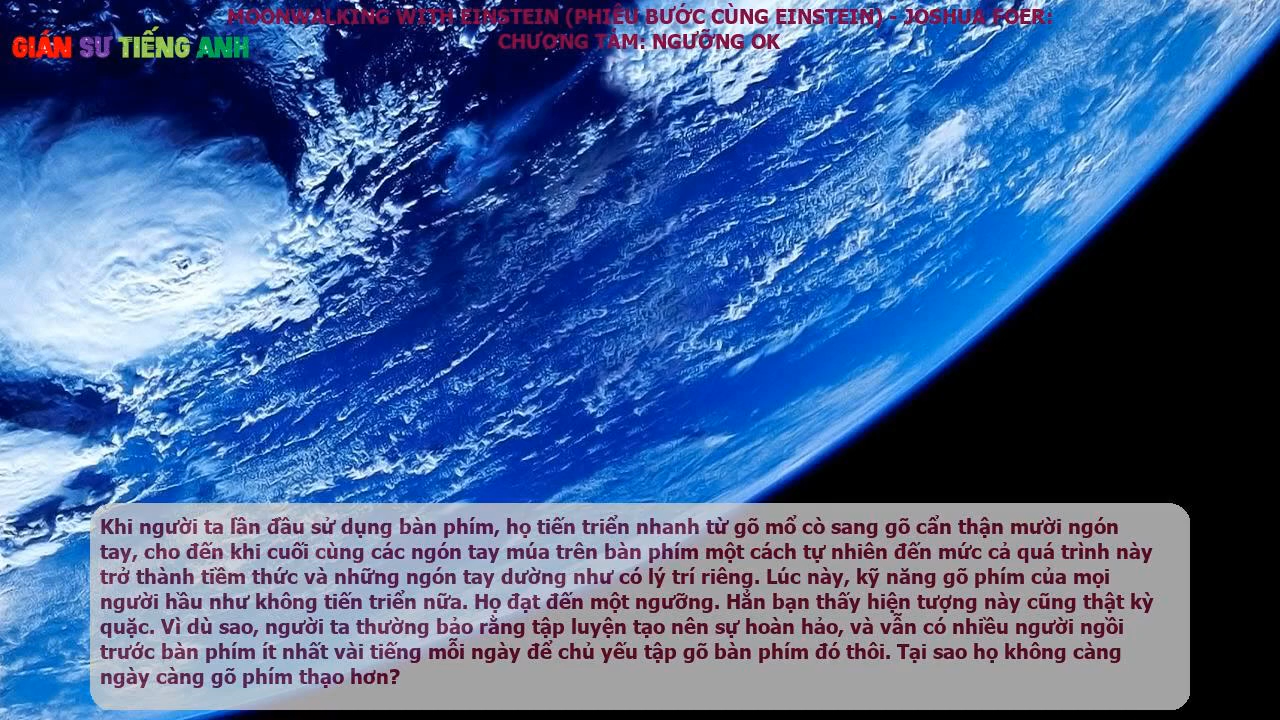 MOONWALKING WITH EINSTEIN (PHIÊU BƯỚC CÙNG EINSTEIN) - JOSHUA FOER:
CHƯƠNG TÁM: NGƯỠNG OK
GIÁN SƯ TIẾNG ANH
Khi người ta lần đầu sử dụng bàn phím, họ tiến triển nhanh từ gõ mổ cò sang gõ cẩn thận mười ngón
tay, cho đến khi cuối cùng các ngón tay múa trên bàn phím một cách tự nhiên đến mức cả quá trình này
trở thành tiềm thức và những ngón tay dường như có lý trí riêng. Lúc này, kỹ năng gõ phím của mọi
người hầu như không tiến triển nữa. Họ đạt đến một ngưỡng. Hẳn bạn thấy hiện tượng này cũng thật kỳ
quặc. Vì dù sao, người ta thường bảo rằng tập luyện tạo nên sự hoàn hảo, và vẫn có nhiều người ngồi
trước bàn phím ít nhất vài tiếng mỗi ngày để chủ yếu tập gõ bàn phím đó thôi. Tại sao họ không càng
ngày càng gõ phím thạo hơn?